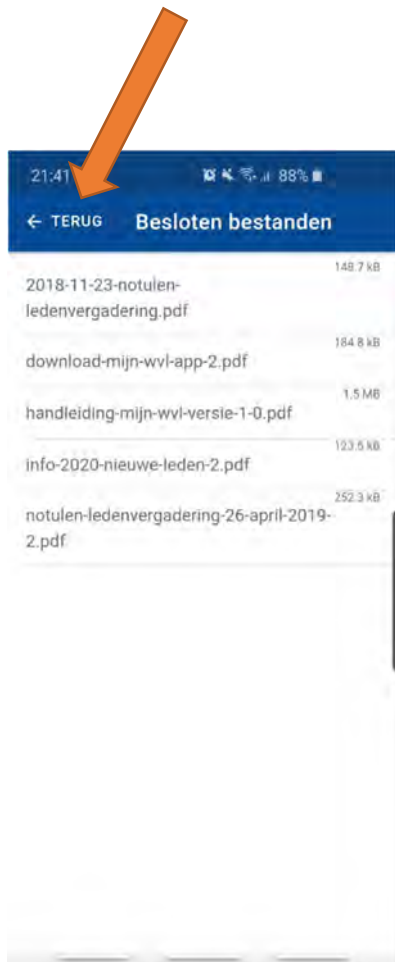 21:41 88%
← TERUG Besloten bestanden
148.7 kB
2018-11-23-notulen-
ledenvergadering.pdf
184.8 kB
download-mijn-wvl-app-2.pdf
1.5 MB
handleiding-mijn-wvl-versie-1-0.pdf
123.5 kB
info-2020-nieuwe-leden-2.pdf
252.3 kB
notulen-ledenvergadering-26-april-2019-
2.pdf